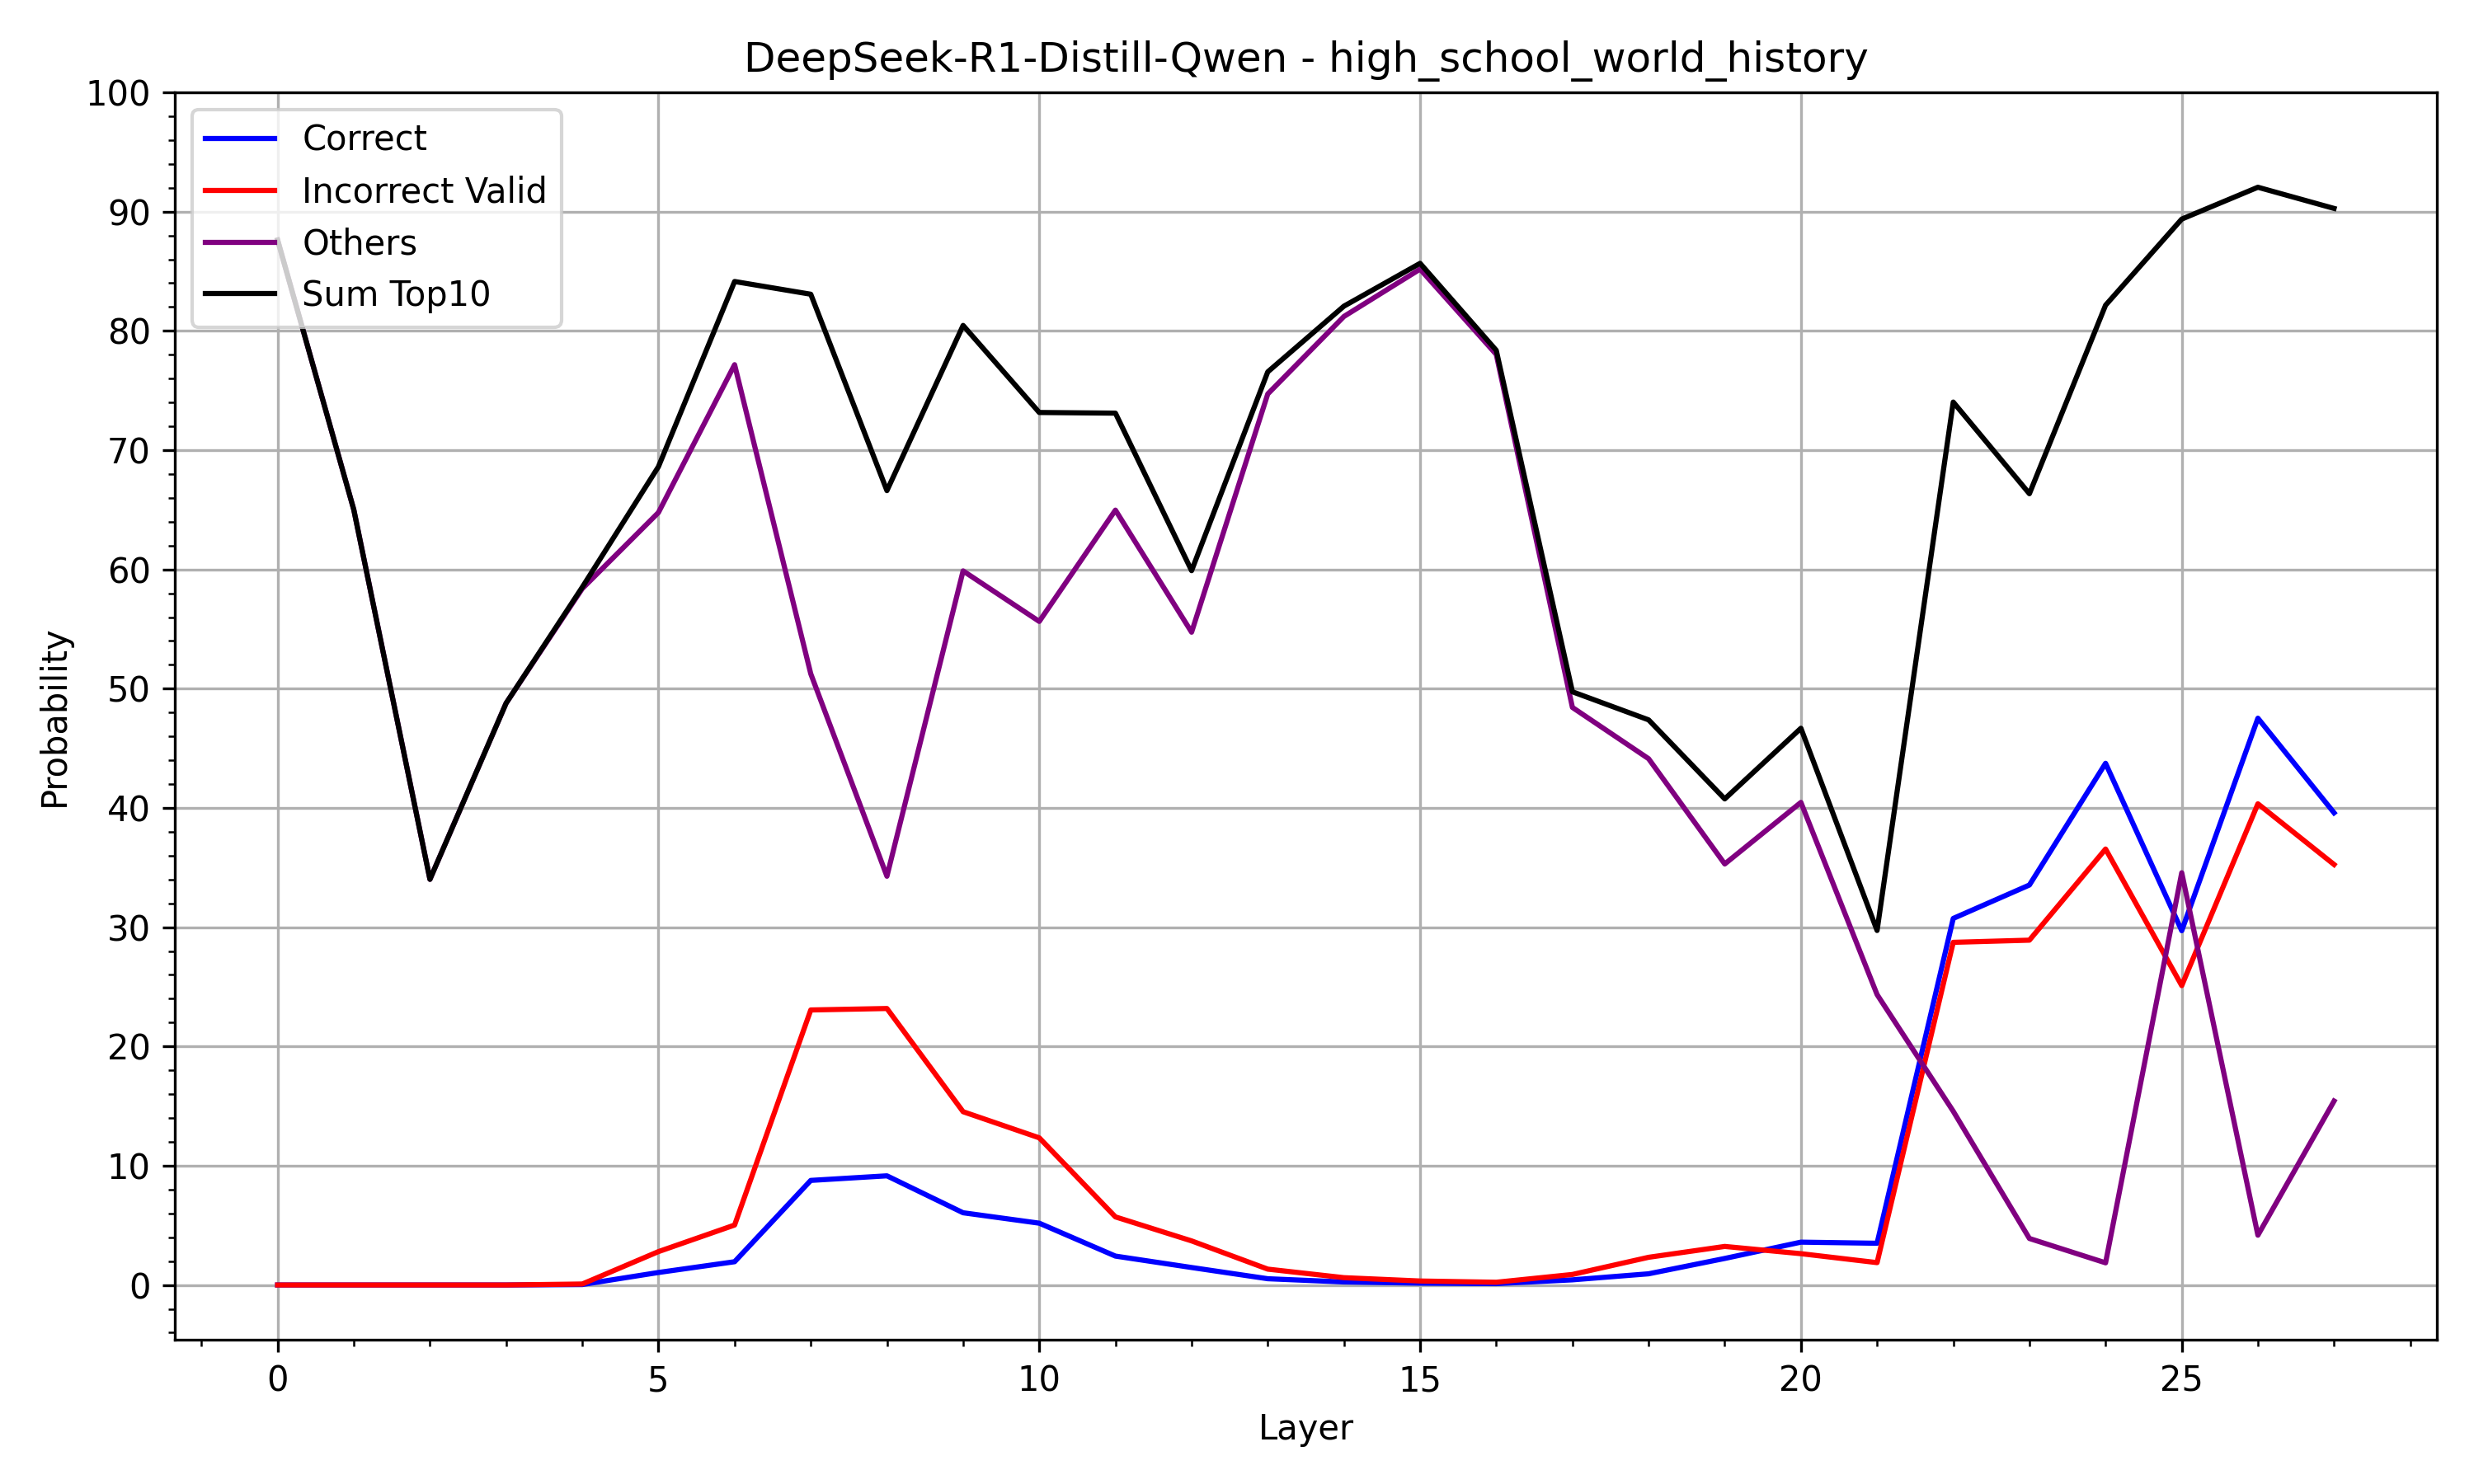 DeepSeek-R1-Distill-Qwen - high_school_world_history
100
90
80
70
60
50
40
30
20
10
0
Probability
Correct
Incorrect Valid
Others
Sum Top10
0 5 10 15 20 25
Layer